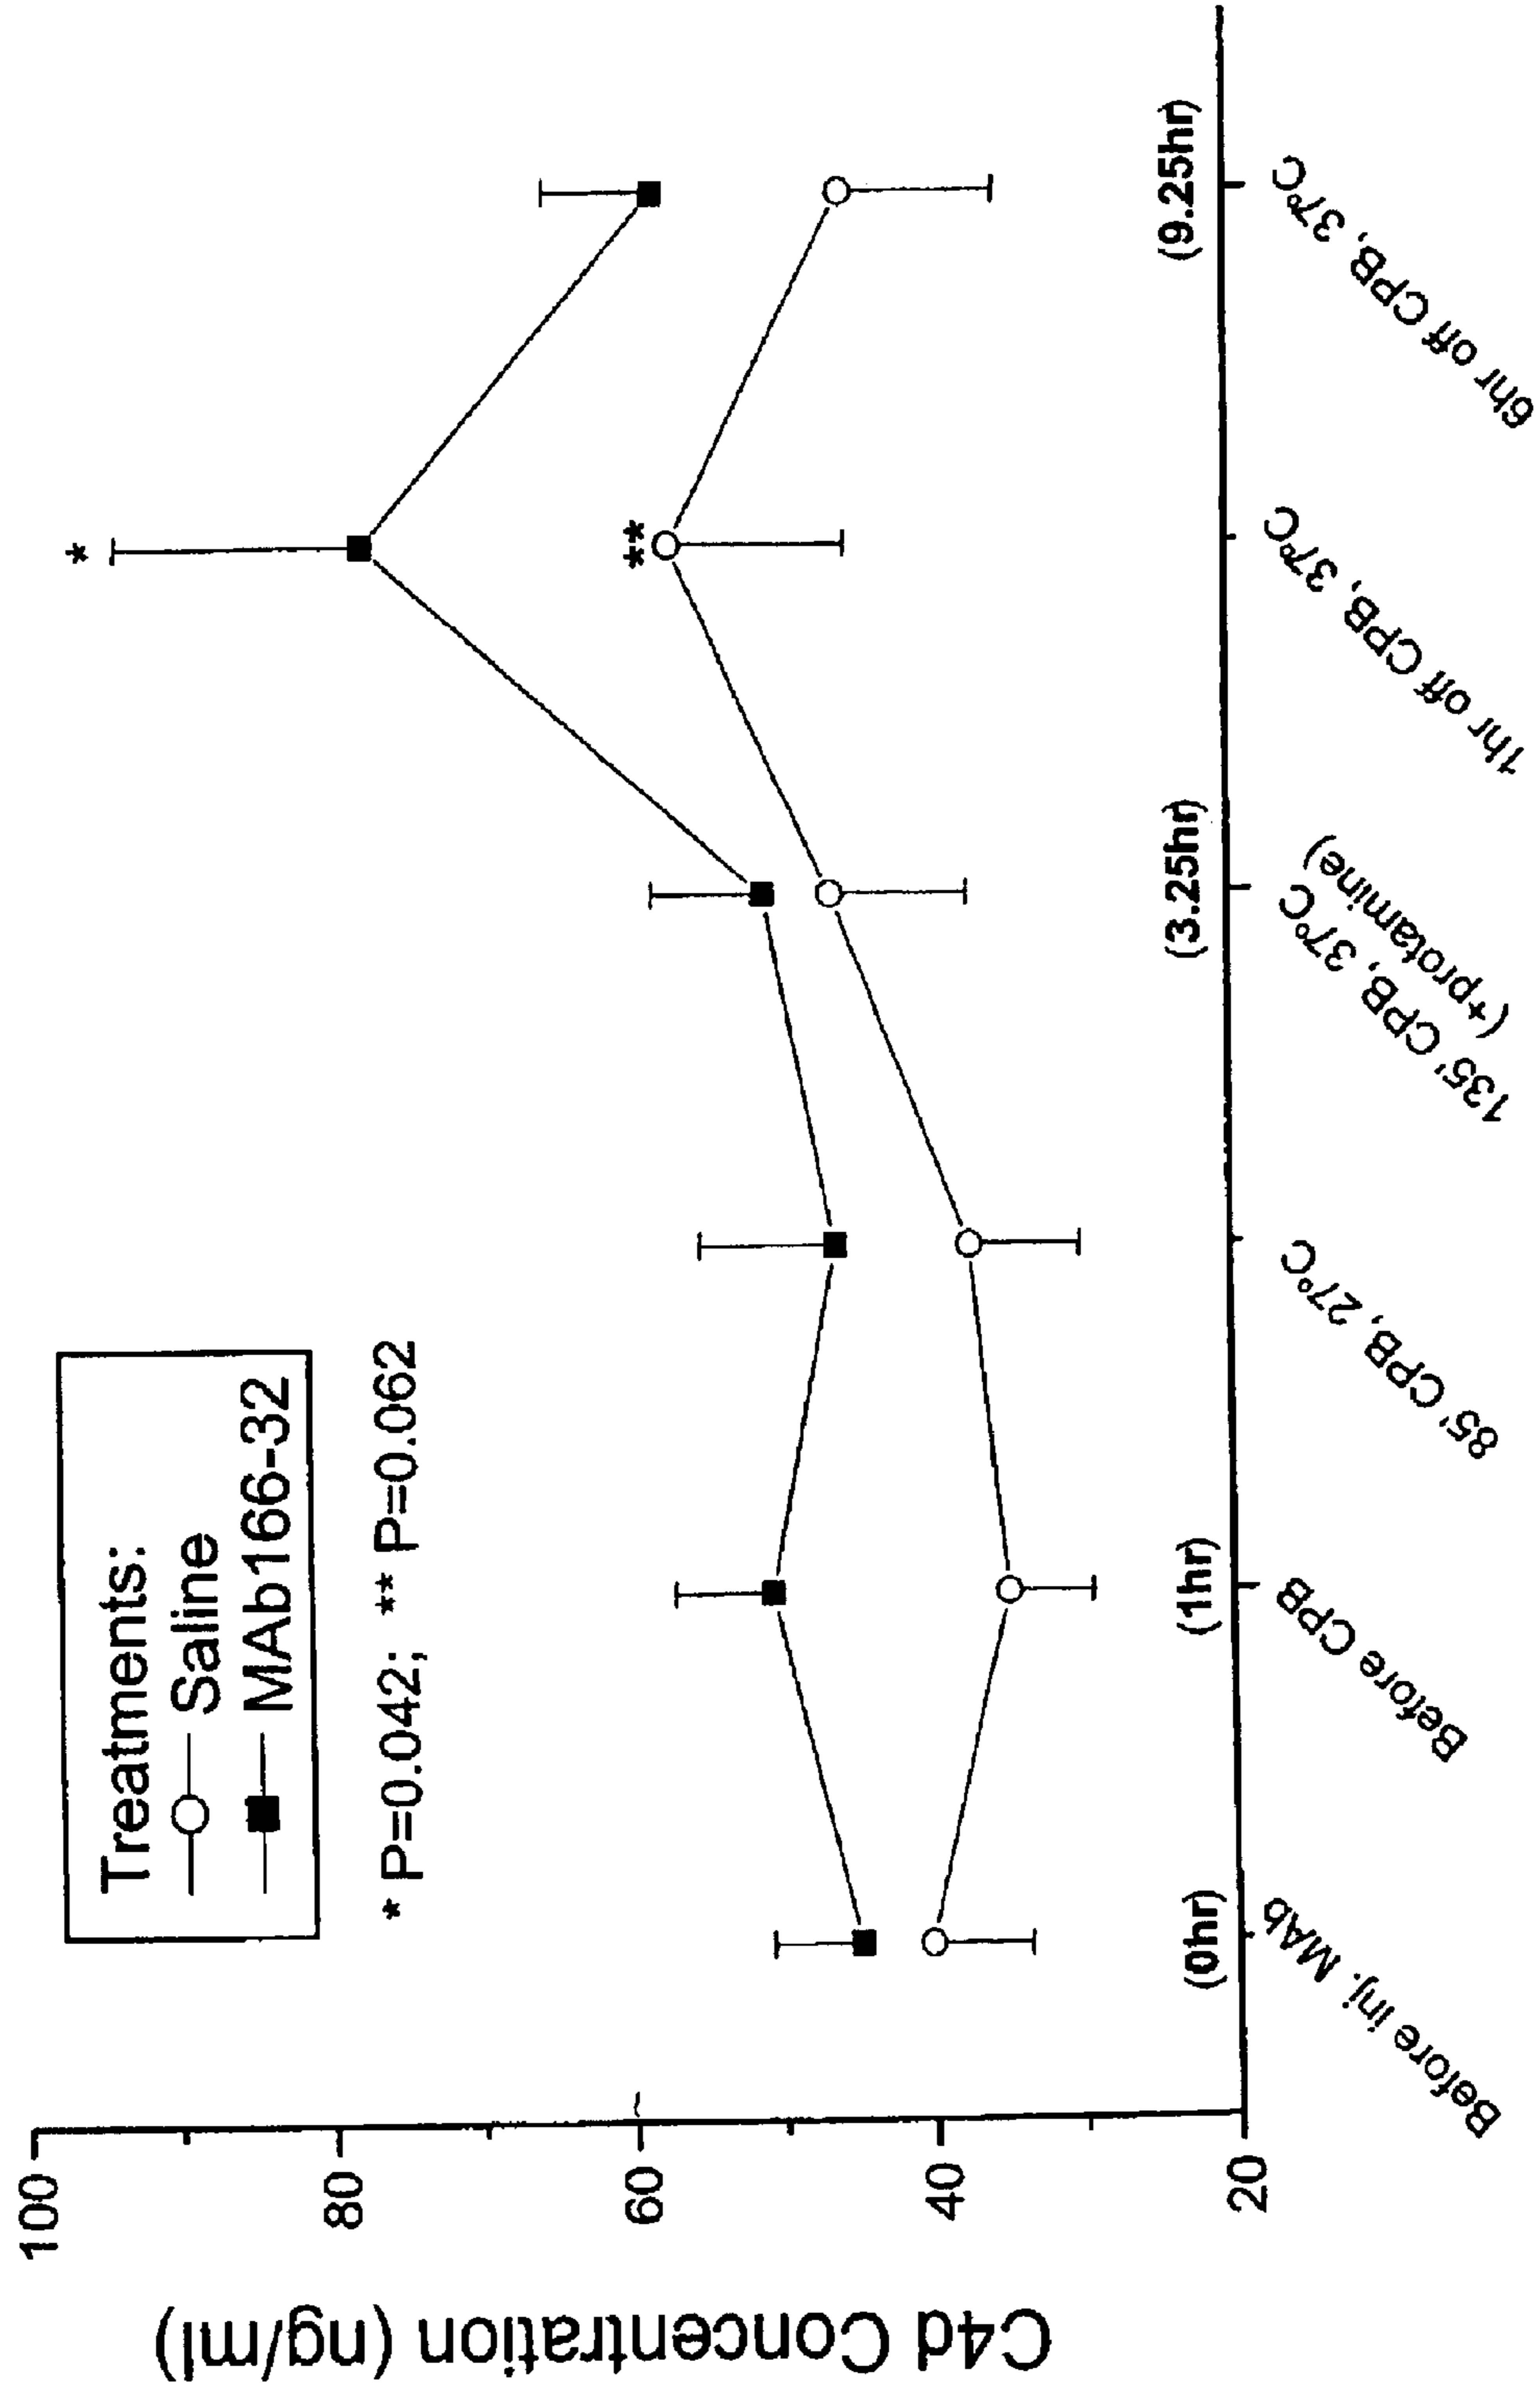 Treatments:
Saline
MAb166-32
* P=0.042; ** P=0.062
C4d Concentration (ng/ml)
100
80
60
40
20
*
**
(0hr)
(1hr)
(3.25hr)
(9.25hr)
Before inj. MAb
Before CPB
85' CPB, 27°C
135' CPB, 37°C
(+protamine)
1hr off CPB, 37°C
6hr off CPB, 37°C